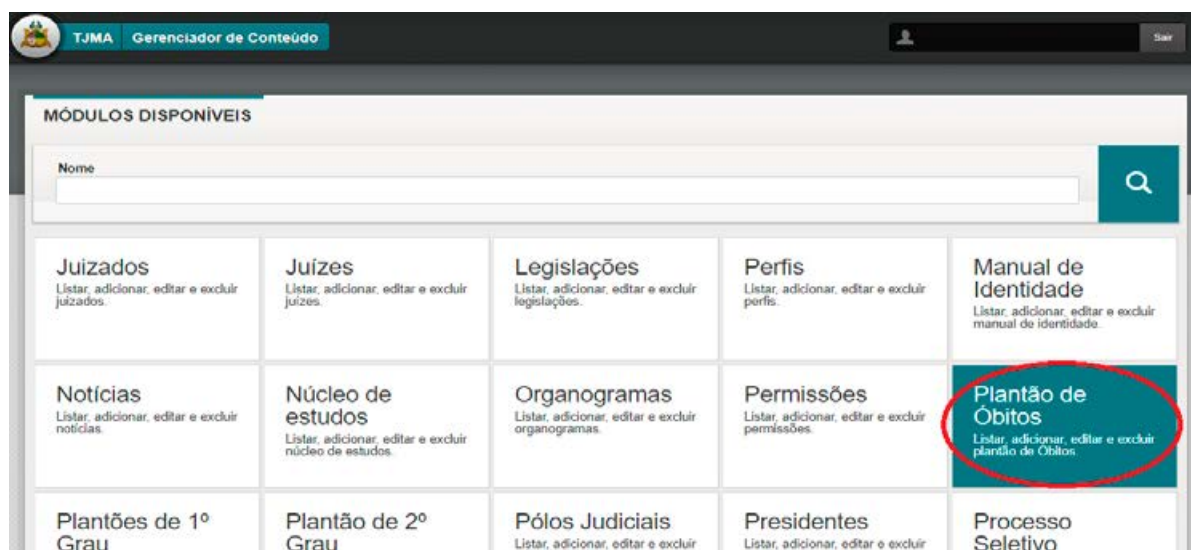 TJMA Gerenciador de Conteúdo
Sair
MÓDULOS DISPONÍVEIS
Nome
Juizados
Listar, adicionar, editar e excluir
juizados.
Juízes
Listar, adicionar, editar e excluir
juízes.
Legislações
Listar, adicionar, editar e excluir
legislações.
Perfis
Listar, adicionar, editar e excluir
perfis.
Manual de
Identidade
Listar, adicionar, editar e excluir
manual de identidade.
Notícias
Listar, adicionar, editar e excluir
notícias.
Núcleo de
estudos
Listar, adicionar, editar e excluir
núcleo de estudos.
Organogramas
Listar, adicionar, editar e excluir
organogramas.
Permissões
Listar, adicionar, editar e excluir
permissões.
Plantão de
Óbitos
Listar, adicionar, editar e excluir
plantão de Óbitos.
Plantões de 1º
Grau
Plantão de 2º
Grau
Pólos Judiciais
Listar, adicionar, editar e excluir
Presidentes
Listar, adicionar, editar e excluir
Processo
Seletivo